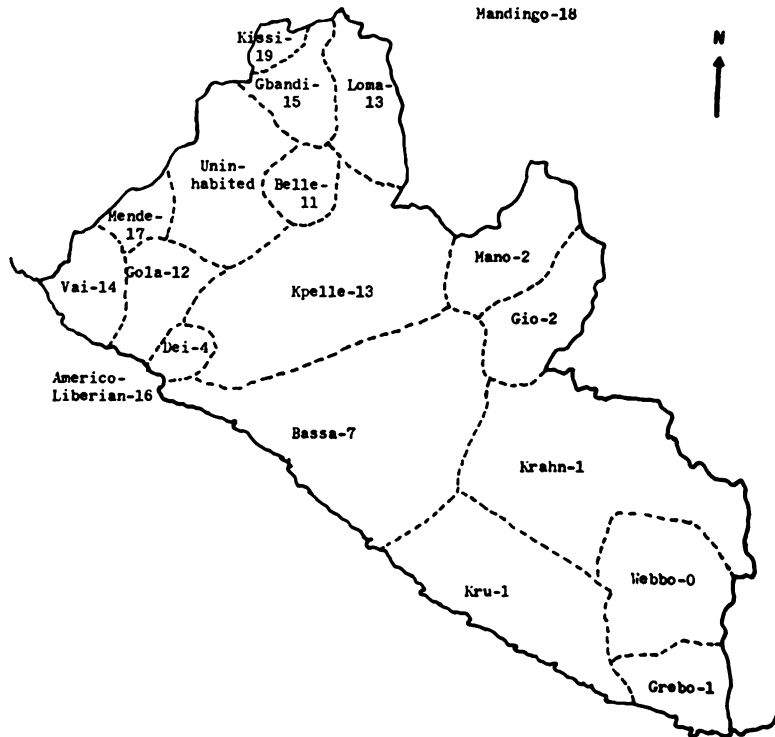 Mandingo-18
N
Kissi-
19
Gbandi-
15
Loma-
13
Unin-
habited
Belle-
11
Mende-
17
Gola-12
Vai-14
Mano-2
Kpelle-13
Gio-2
Dei-4
Americo-
Liberian-16
Bassa-7
Krahn-1
Webbo-0
Kru-1
Grebo-1